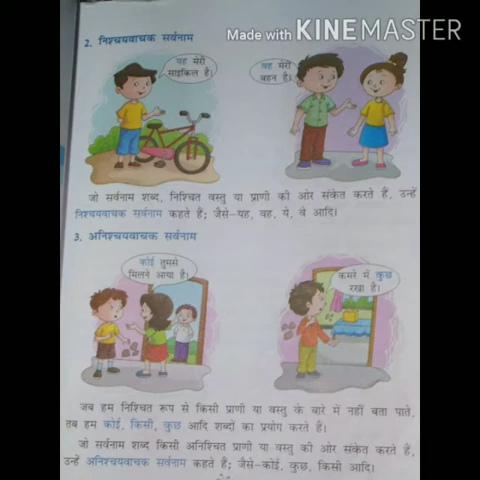 Made with KINEMASTER
2. निश्चयवाचक सर्वनाम
यह मेरी
साइकिल है।
वह मेरी
बहन है।
जो सर्वनाम शब्द, निश्चित वस्तु या प्राणी की ओर संकेत करते हैं, उन्हें
निश्चयवाचक सर्वनाम कहते हैं; जैसे–यह, वह, ये, वे आदि।
3. अनिश्चयवाचक सर्वनाम
कोई तुमसे
मिलने आया है।
कमरे में कुछ
रखा है।
जब हम निश्चित रूप से किसी प्राणी या वस्तु के बारे में नहीं बता पाते,
तब हम कोई, किसी, कुछ आदि शब्दों का प्रयोग करते हैं।
जो सर्वनाम शब्द किसी अनिश्चित प्राणी या वस्तु की ओर संकेत करते हैं,
उन्हें अनिश्चयवाचक सर्वनाम कहते हैं; जैसे–कोई, कुछ, किसी आदि।